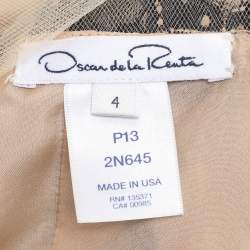 Oscar de la Renta
4
P13
2N645
MADE IN USA
RN# 135371
CA# 00985